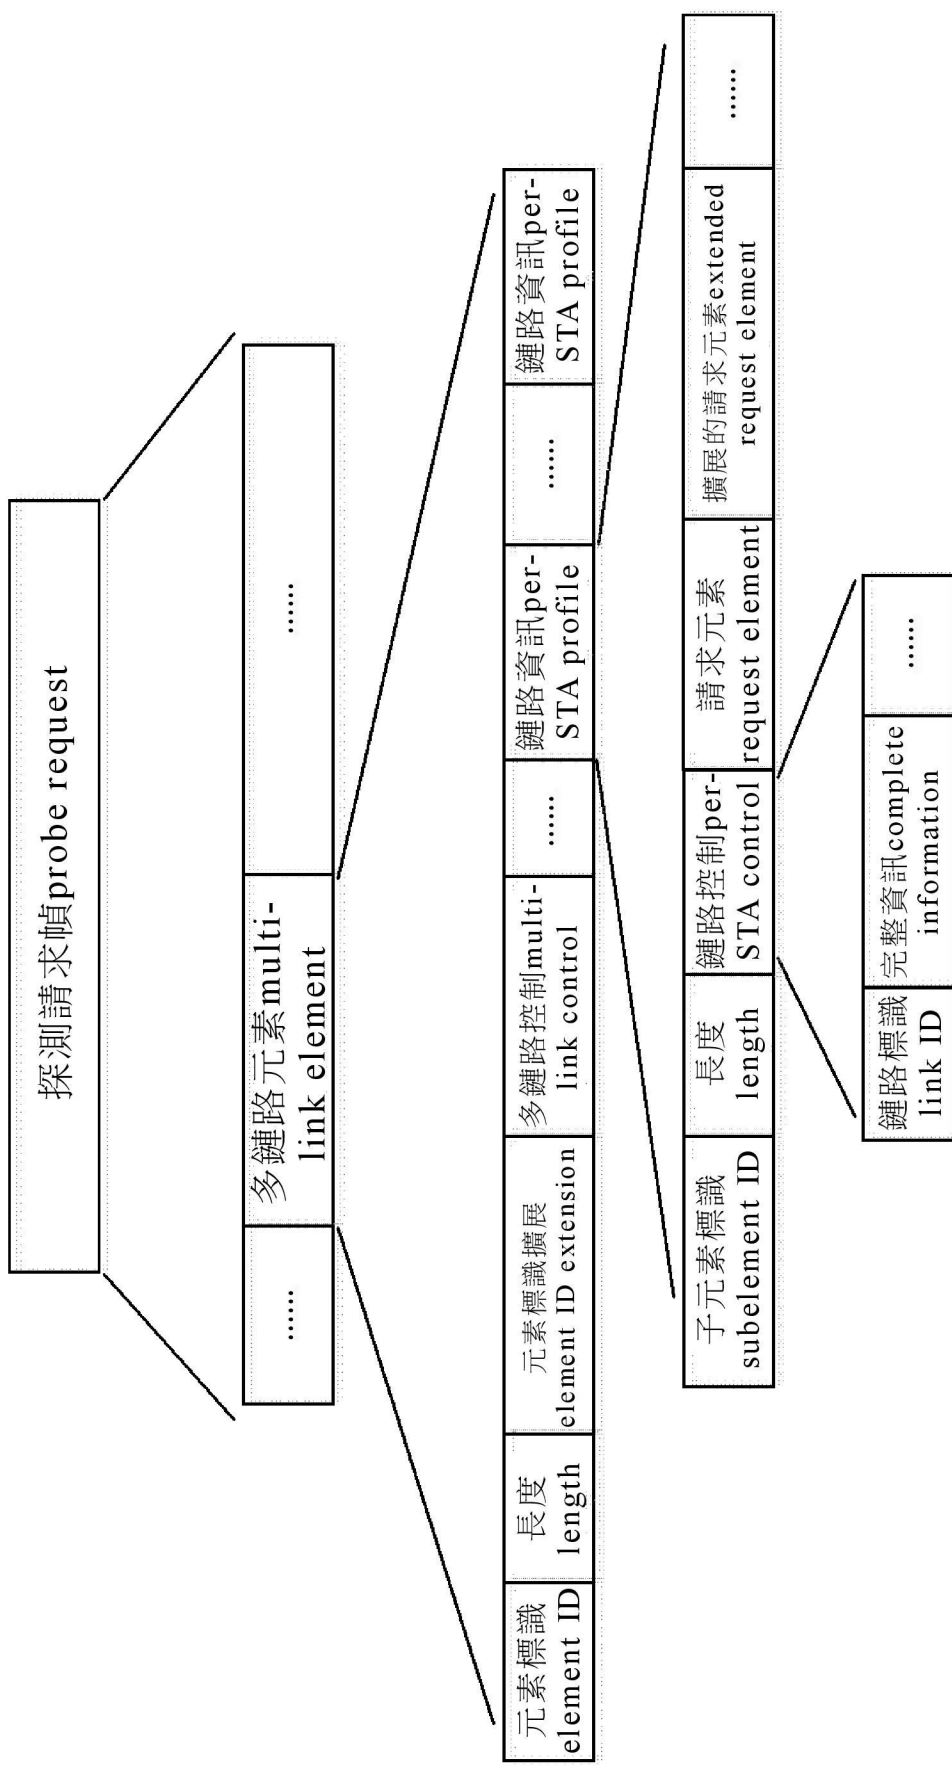 探測請求幀probe request
......
多鏈路元素multi-
link element
......
元素標識
element ID
長度
length
元素標識擴展
element ID extension
多鏈路控制multi-
link control
......
鏈路資訊per-
STA profile
......
鏈路資訊per-
STA profile
子元素標識
subelement ID
長度
length
鏈路控制per-
STA control
請求元素
request element
擴展的請求元素extended
request element
......
鏈路標識
link ID
完整資訊complete
information
......